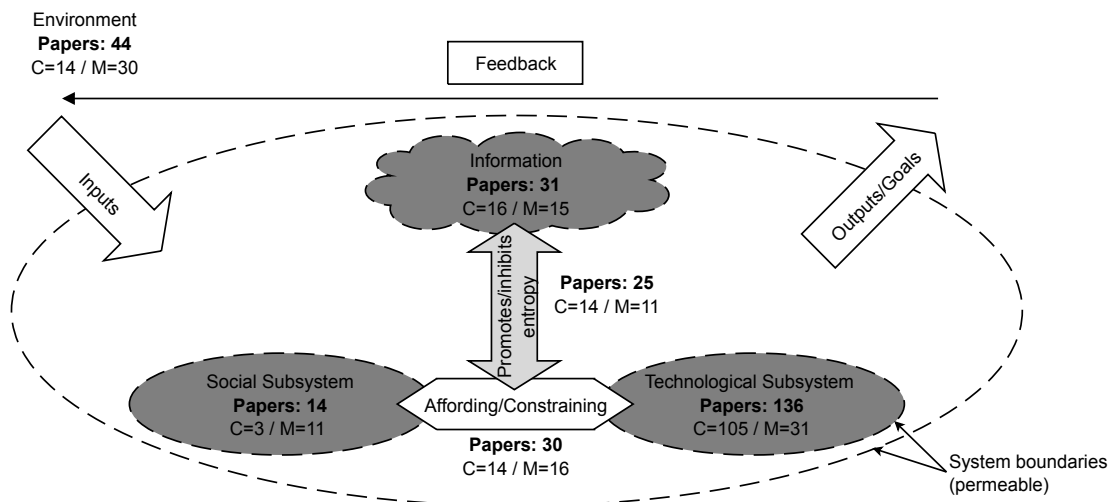 Environment
Papers: 44
C=14 / M=30
Feedback
Inputs
Information
Papers: 31
C=16 / M=15
Outputs/Goals
Promotes/inhibits
entropy
Papers: 25
C=14 / M=11
Social Subsystem
Papers: 14
C=3 / M=11
Affording/Constraining
Papers: 30
C=14 / M=16
Technological Subsystem
Papers: 136
C=105 / M=31
System boundaries
(permeable)